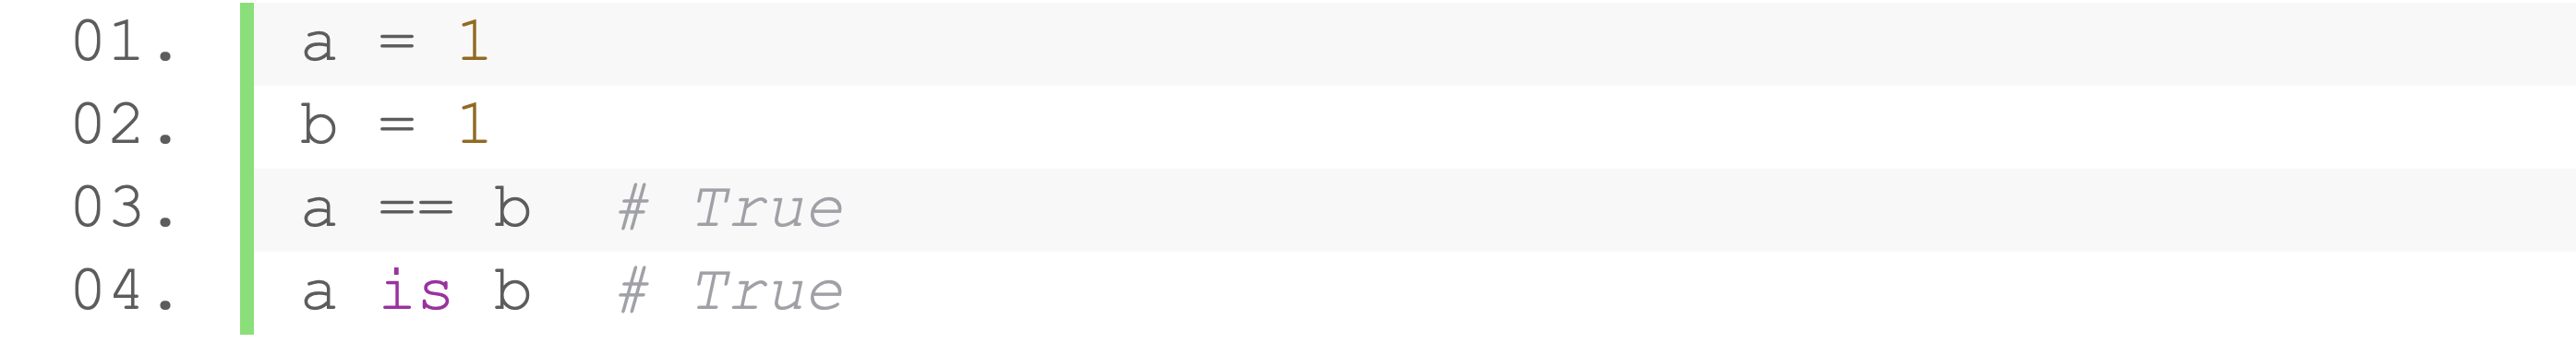 01. a = 1
02. b = 1
03. a == b  # True
04. a is b  # True